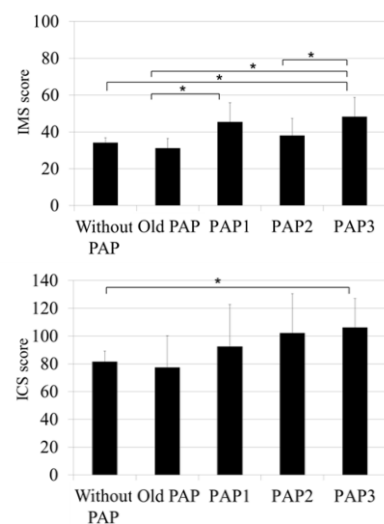 100
80
60
40
20
0
IMS score
*
*
*
*
Without PAP
Old PAP
PAP1
PAP2
PAP3
140
120
100
80
60
40
20
0
ICS score
*
Without PAP
Old PAP
PAP1
PAP2
PAP3